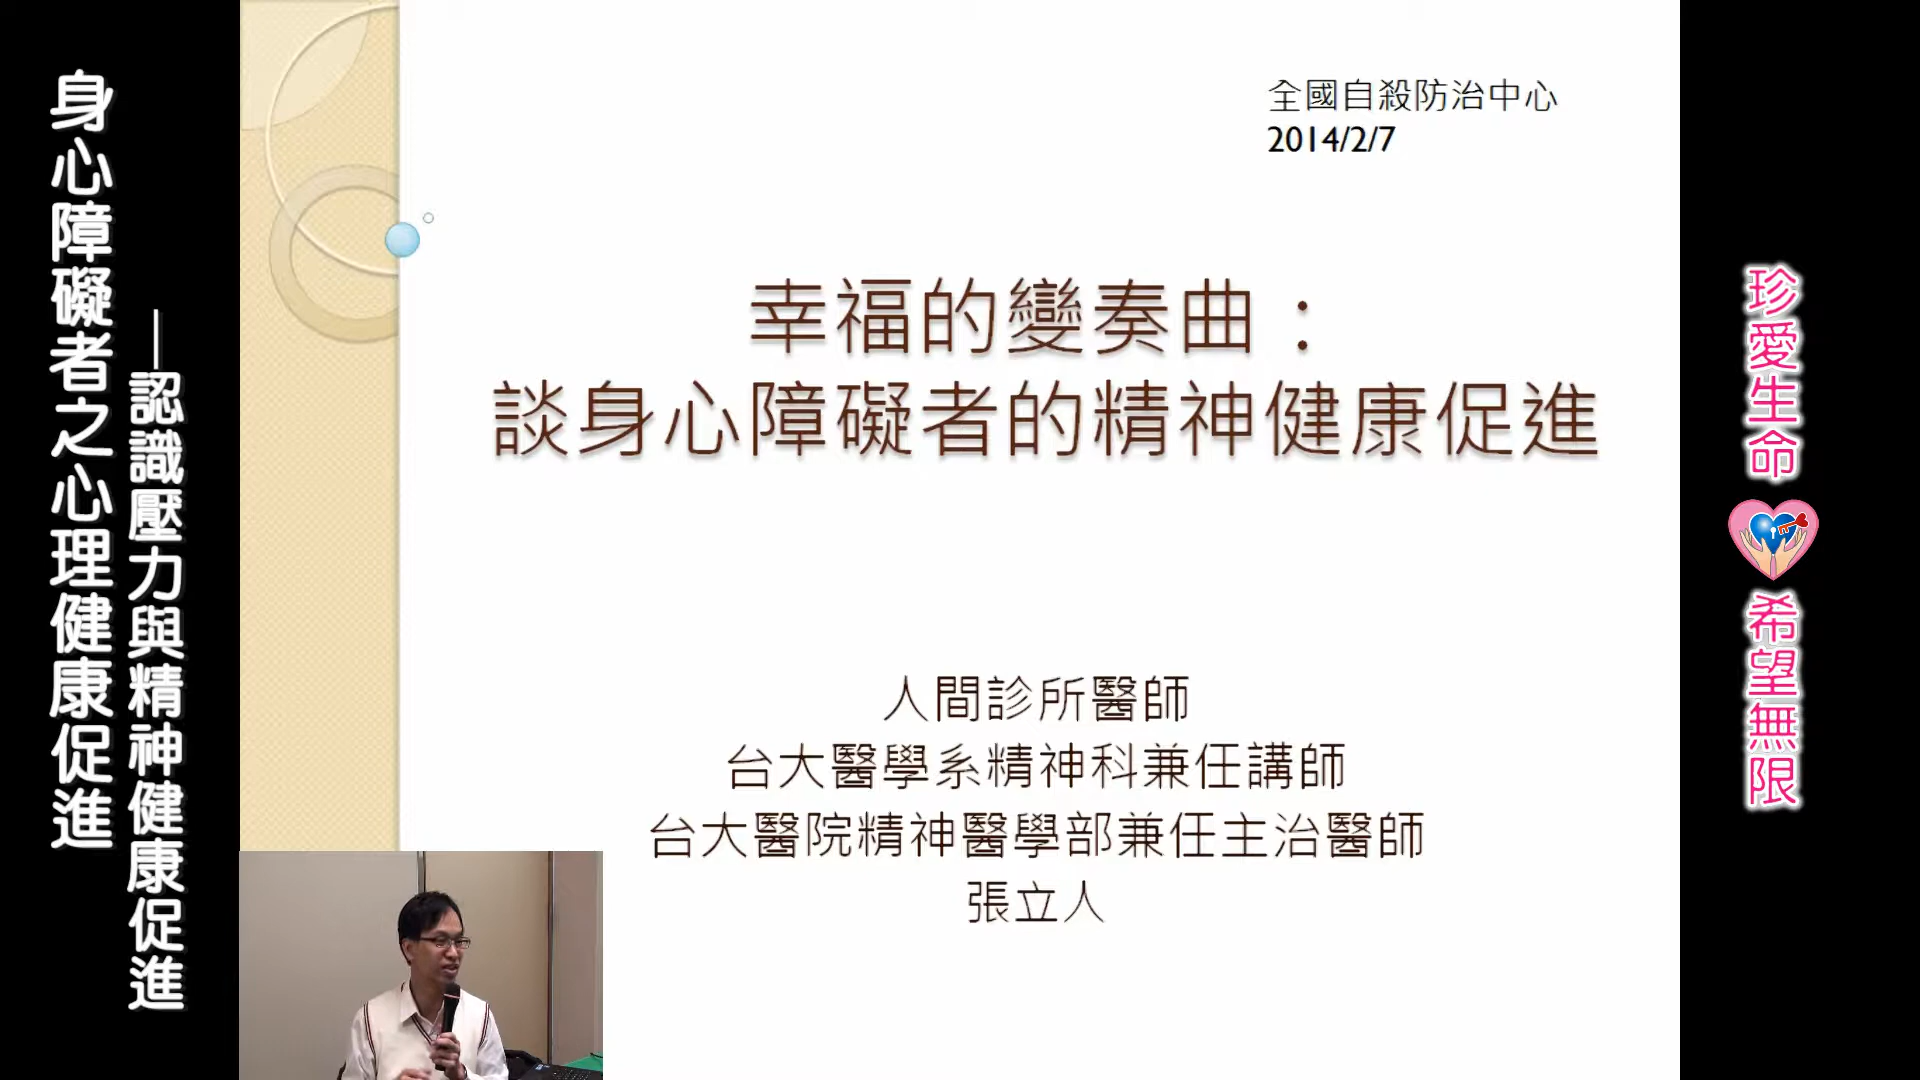 身心障礙者之心理健康促進
—認識壓力與精神健康促進
全國自殺防治中心
2014/2/7
幸福的變奏曲：
談身心障礙者的精神健康促進
人間診所醫師
台大醫學系精神科兼任講師
台大醫院精神醫學部兼任主治醫師
張立人
珍愛生命
希望無限